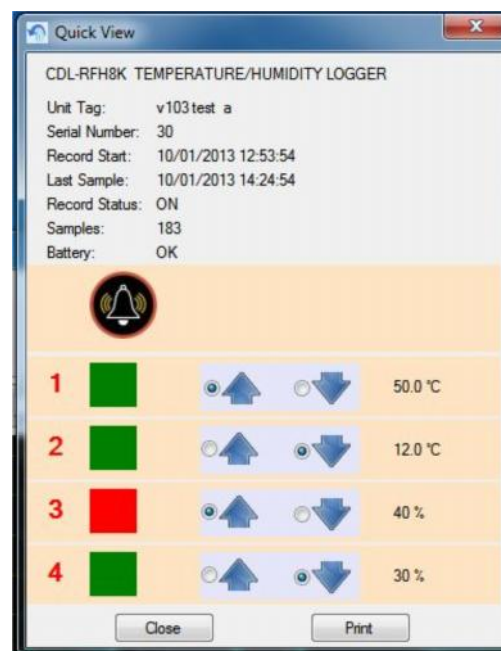 Quick View
CDL-RFH8K TEMPERATURE/HUMIDITY LOGGER
Unit Tag: v103 test a
Serial Number: 30
Record Start: 10/01/2013 12:53:54
Last Sample: 10/01/2013 14:24:54
Record Status: ON
Samples: 183
Battery: OK
1 50.0 °C
2 12.0 °C
3 40 %
4 30 %
Close Print